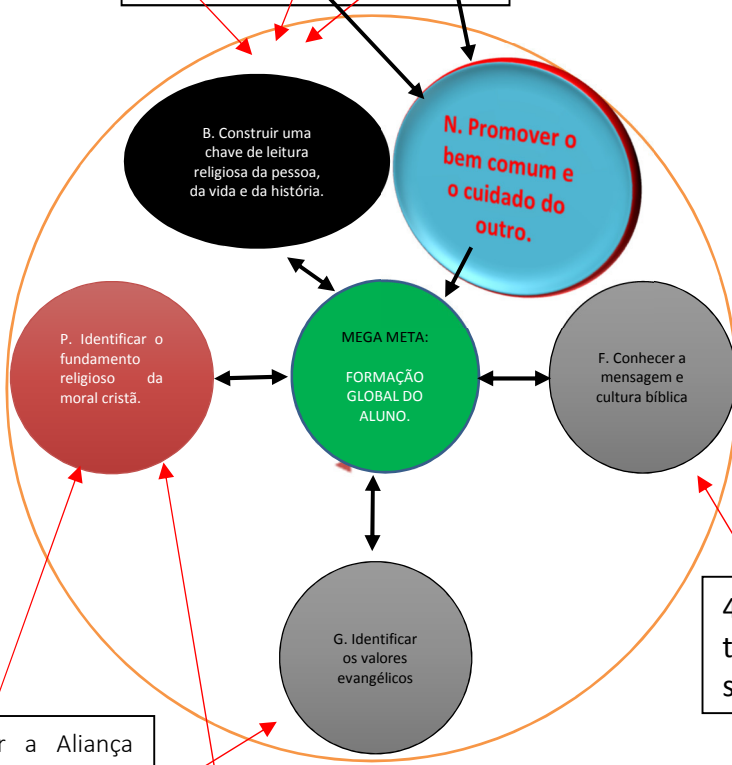 B. Construir uma
chave de leitura
religiosa da pessoa,
da vida e da história.
N. Promover o
bem comum e
o cuidado do
outro.
P. Identificar o
fundamento
religioso da
moral cristã.
MEGA META:
FORMAÇÃO
GLOBAL DO
ALUNO.
F. Conhecer a
mensagem e
cultura bíblica
G. Identificar
os valores
evangélicos
4
t
s
r a Aliança